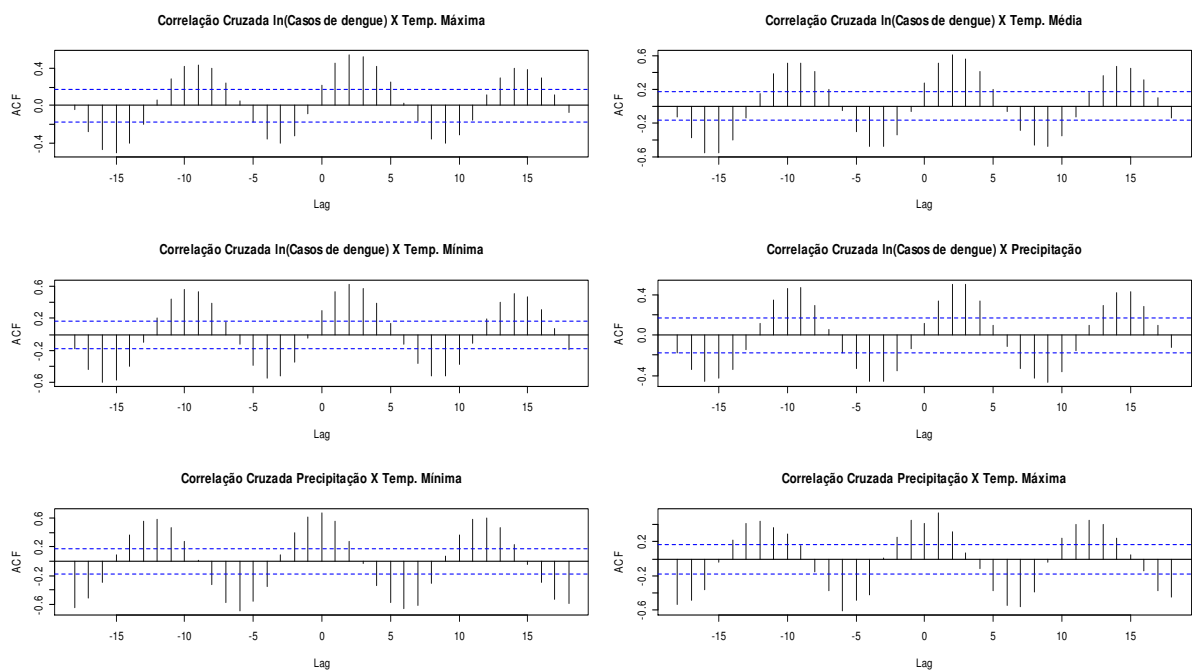 Correlação Cruzada ln(Casos de dengue) X Temp. Máxima
ACF
0.4
0.0
-0.4
-15 -10 -5 0 5 10 15
Lag
Correlação Cruzada ln(Casos de dengue) X Temp. Média
ACF
0.6
0.2
-0.2
-0.6
-15 -10 -5 0 5 10 15
Lag
Correlação Cruzada ln(Casos de dengue) X Temp. Mínima
ACF
0.6
0.2
-0.2
-0.6
-15 -10 -5 0 5 10 15
Lag
Correlação Cruzada ln(Casos de dengue) X Precipitação
ACF
0.4
0.0
-0.4
-15 -10 -5 0 5 10 15
Lag
Correlação Cruzada Precipitação X Temp. Mínima
ACF
0.6
0.2
-0.2
-0.6
-15 -10 -5 0 5 10 15
Lag
Correlação Cruzada Precipitação X Temp. Máxima
ACF
0.2
-0.2
-0.6
-15 -10 -5 0 5 10 15
Lag